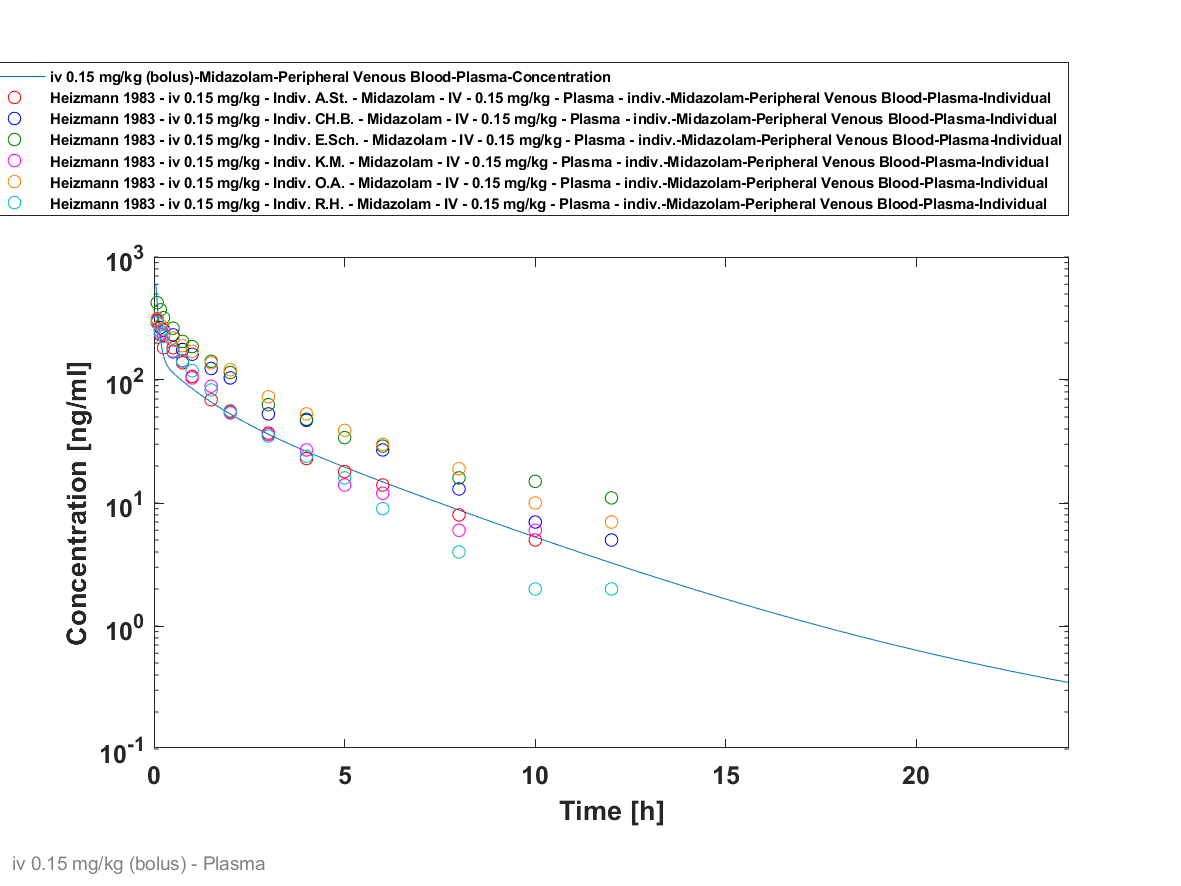 iv 0.15 mg/kg (bolus)-Midazolam-Peripheral Venous Blood-Plasma-Concentration
Heizmann 1983 - iv 0.15 mg/kg - Indiv. A.St. - Midazolam - IV - 0.15 mg/kg - Plasma - indiv.-Midazolam-Peripheral Venous Blood-Plasma-Individual
Heizmann 1983 - iv 0.15 mg/kg - Indiv. CH.B. - Midazolam - IV - 0.15 mg/kg - Plasma - indiv.-Midazolam-Peripheral Venous Blood-Plasma-Individual
Heizmann 1983 - iv 0.15 mg/kg - Indiv. E.Sch. - Midazolam - IV - 0.15 mg/kg - Plasma - indiv.-Midazolam-Peripheral Venous Blood-Plasma-Individual
Heizmann 1983 - iv 0.15 mg/kg - Indiv. K.M. - Midazolam - IV - 0.15 mg/kg - Plasma - indiv.-Midazolam-Peripheral Venous Blood-Plasma-Individual
Heizmann 1983 - iv 0.15 mg/kg - Indiv. O.A. - Midazolam - IV - 0.15 mg/kg - Plasma - indiv.-Midazolam-Peripheral Venous Blood-Plasma-Individual
Heizmann 1983 - iv 0.15 mg/kg - Indiv. R.H. - Midazolam - IV - 0.15 mg/kg - Plasma - indiv.-Midazolam-Peripheral Venous Blood-Plasma-Individual
10^3
10^2
10^1
10^0
10^-1
Concentration [ng/ml]
0 5 10 15 20
Time [h]
iv 0.15 mg/kg (bolus) - Plasma